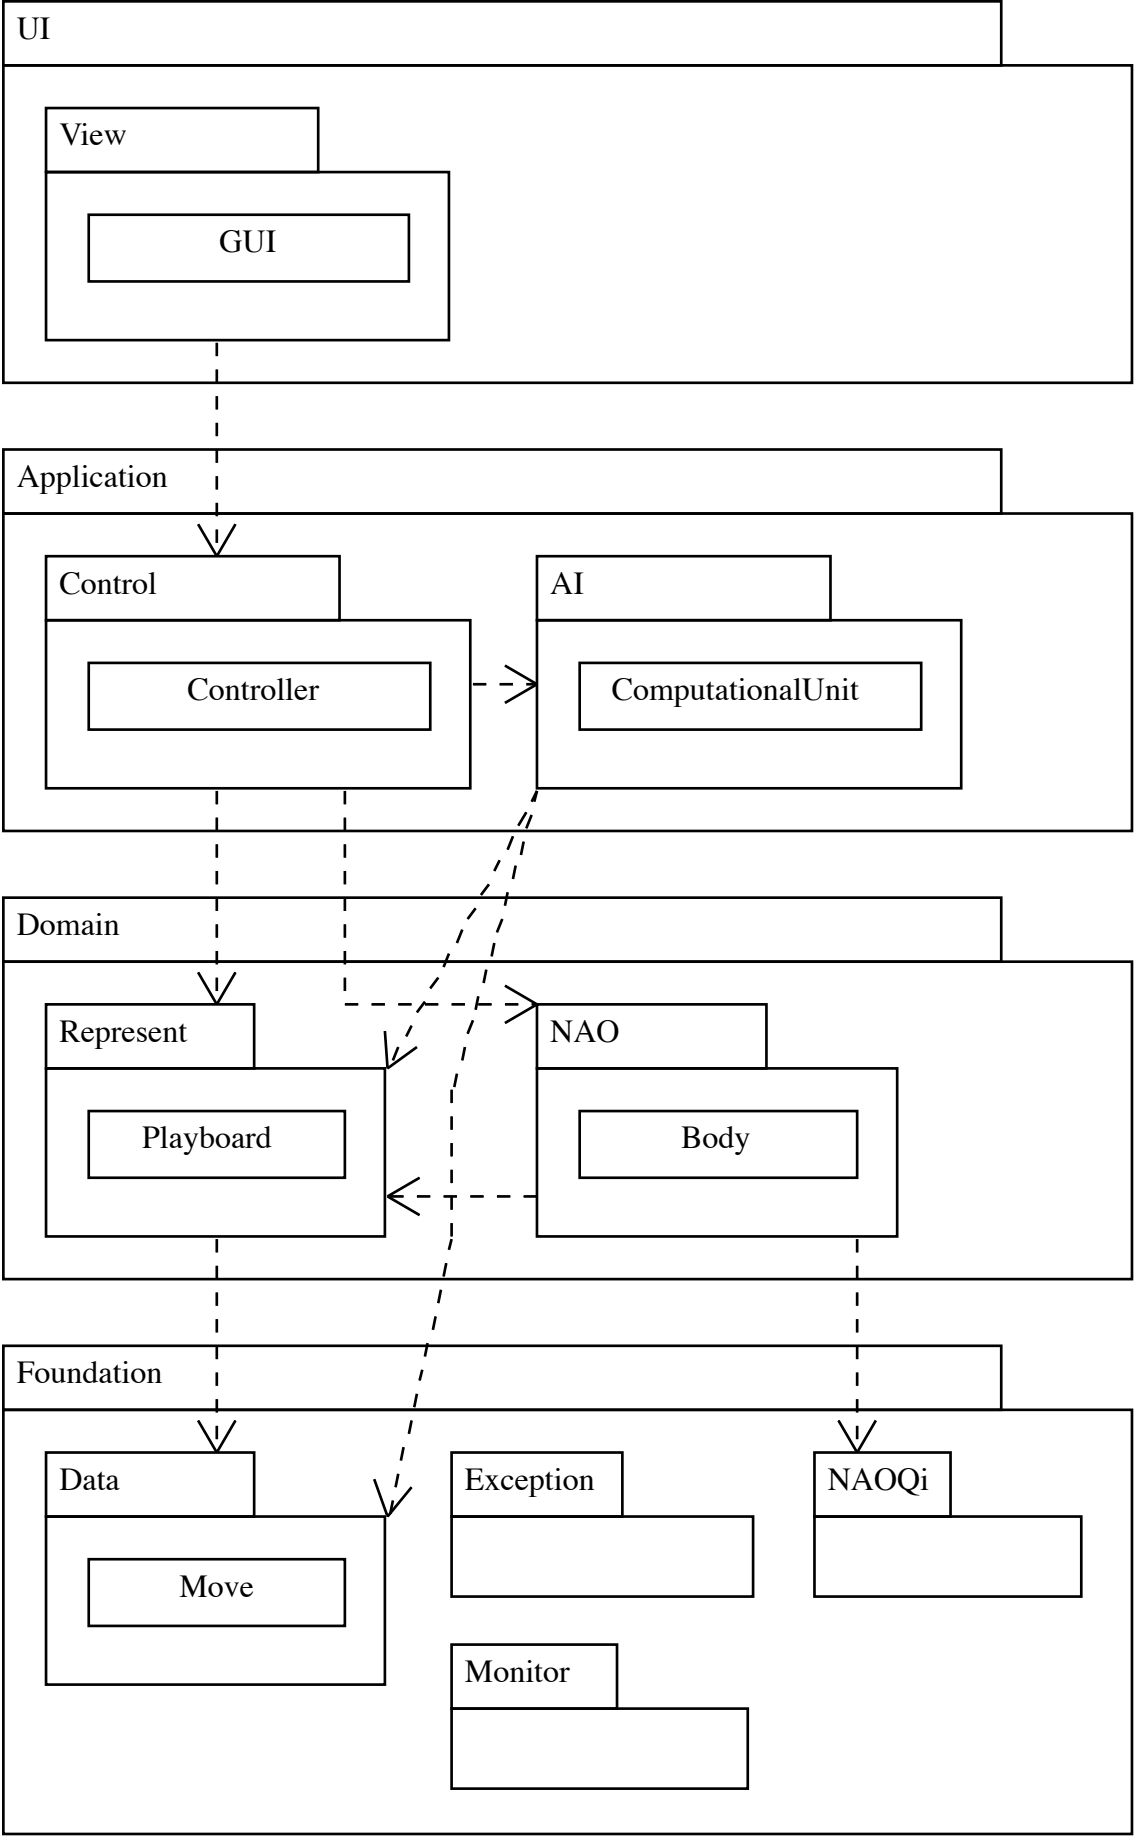 UI
View
GUI
Application
Control
AI
Controller
ComputationalUnit
Domain
Represent
NAO
Playboard
Body
Foundation
Data
Exception
NAOQi
Move
Monitor